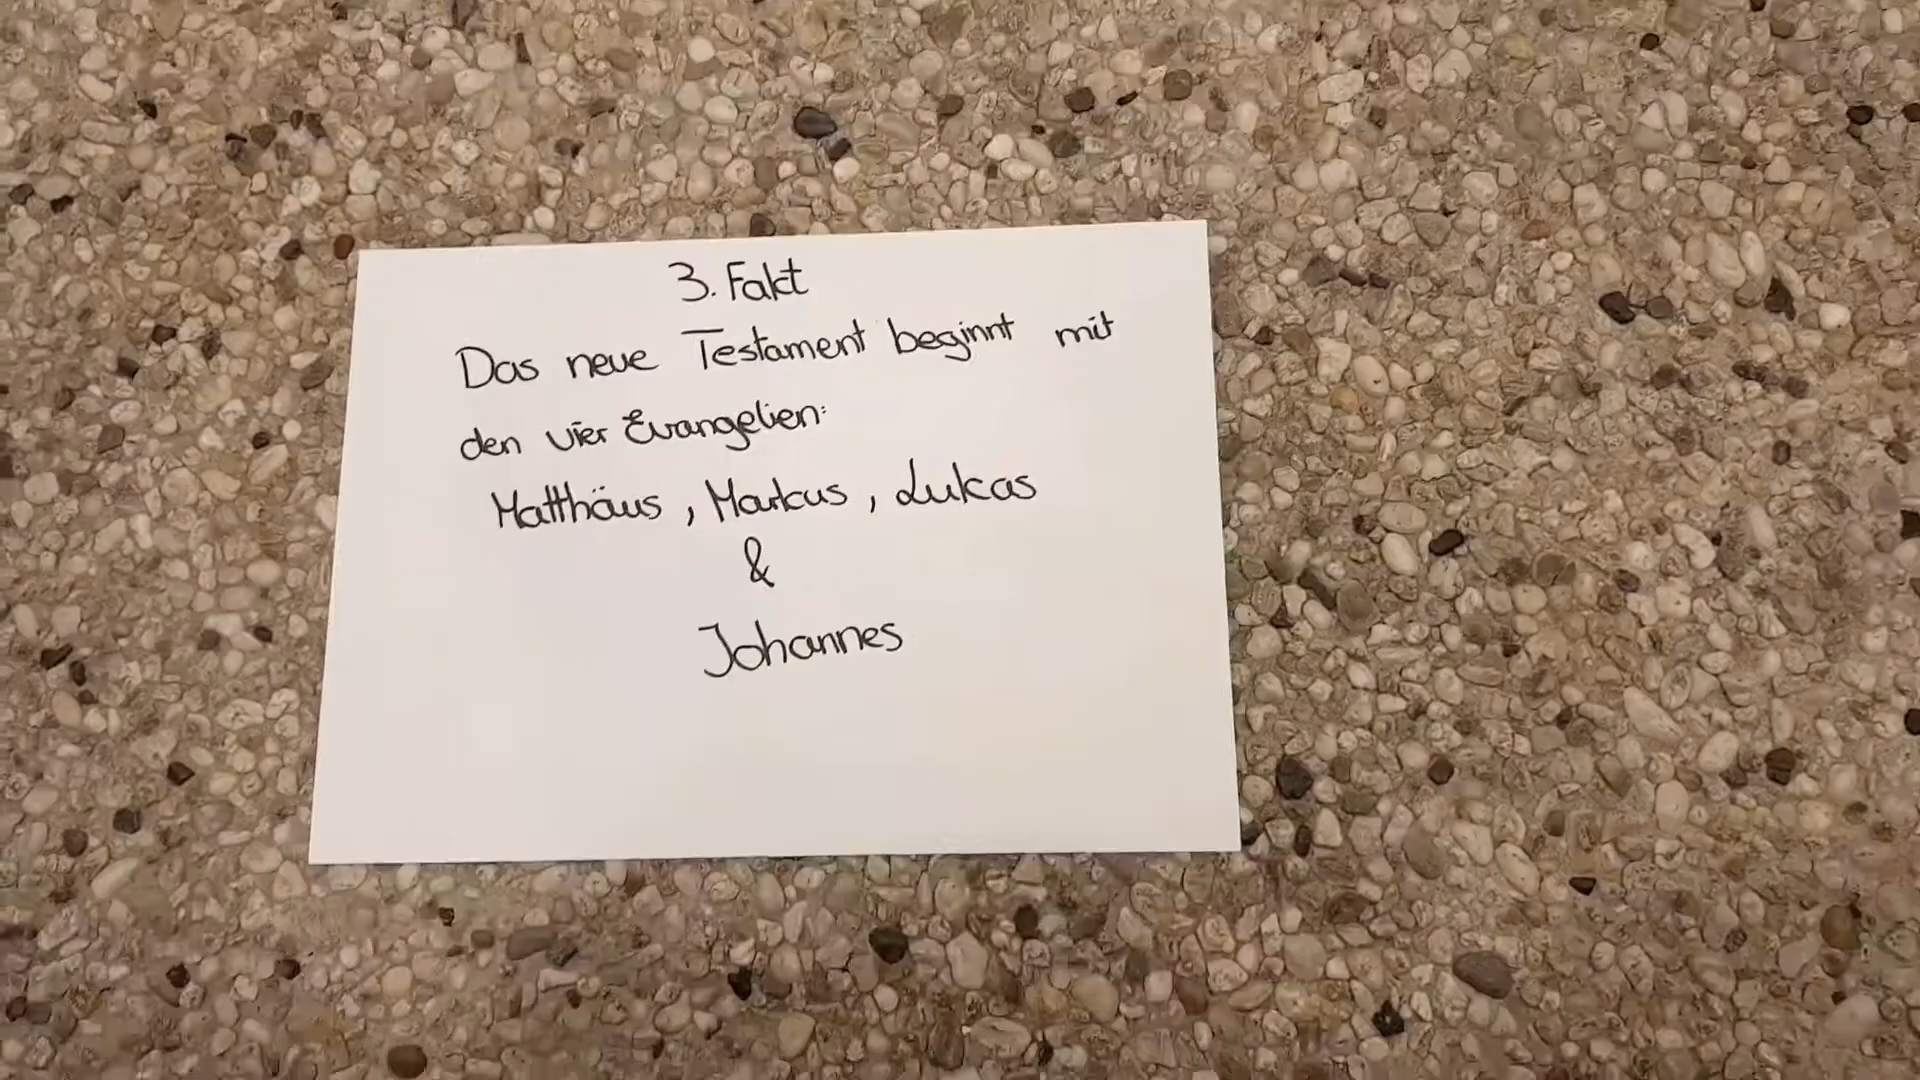 3. Fakt
Das neue Testament beginnt mit
den vier Evangelien:
Matthäus, Markus, Lukas
&
Johannes